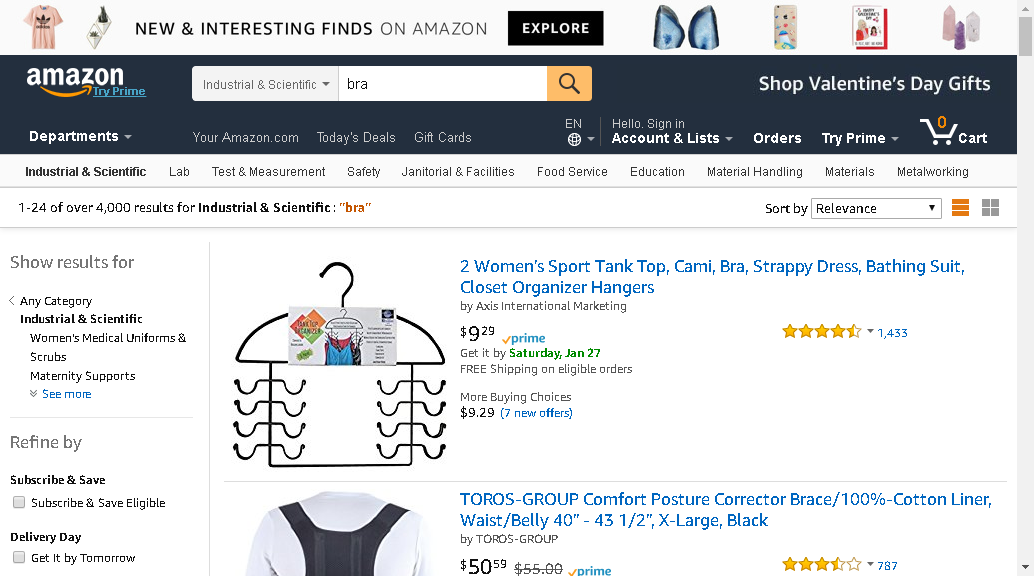 NEW & INTERESTING FINDS ON AMAZON EXPLORE
amazon Try Prime
Industrial & Scientific bra
Shop Valentine's Day Gifts
Departments Your Amazon.com Today's Deals Gift Cards
EN Hello. Sign in Account & Lists Orders Try Prime 0 Cart
Industrial & Scientific Lab Test & Measurement Safety Janitorial & Facilities Food Service Education Material Handling Materials Metalworking
1-24 of over 4,000 results for Industrial & Scientific : "bra"
Sort by Relevance
Show results for
Any Category
Industrial & Scientific
Women's Medical Uniforms &
Scrubs
Maternity Supports
See more
Refine by
Subscribe & Save
Subscribe & Save Eligible
Delivery Day
Get It by Tomorrow
TANK TOP
ORGANIZER
2 Women's Sport Tank Top, Cami, Bra, Strappy Dress, Bathing Suit,
Closet Organizer Hangers
by Axis International Marketing
$9 29 prime
1,433
Get it by Saturday, Jan 27
FREE Shipping on eligible orders
More Buying Choices
$9.29 (7 new offers)
TOROS-GROUP Comfort Posture Corrector Brace/100%-Cotton Liner,
Waist/Belly 40" - 43 1/2", X-Large, Black
by TOROS-GROUP
$50 59 $55.00 prime
787